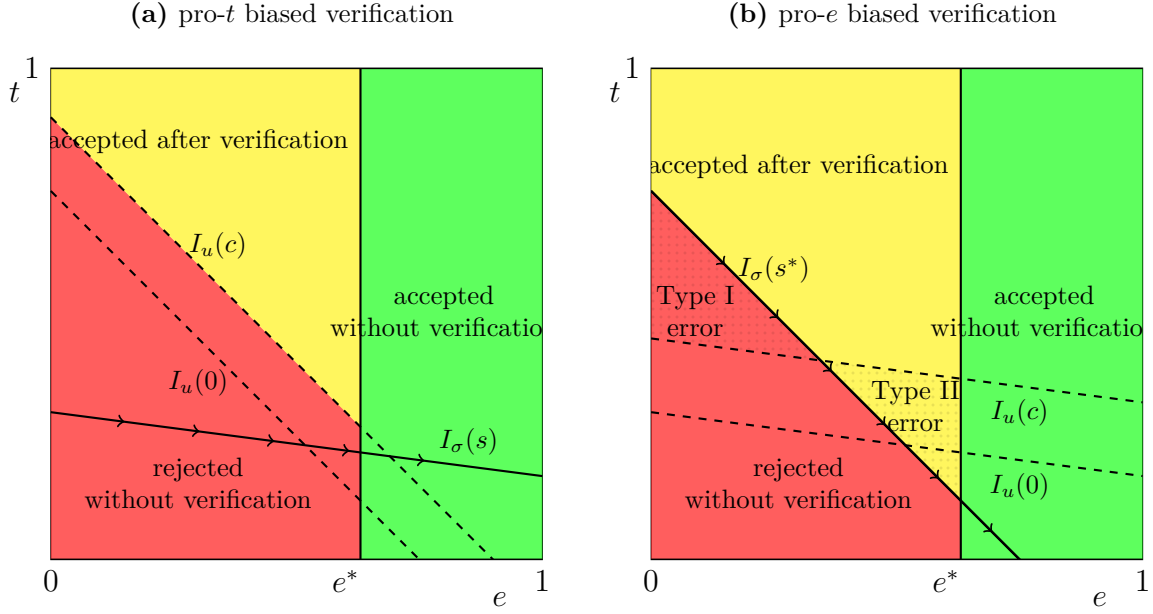 (a) pro-t biased verification
1
t
accepted after verification
I_u(c)
accepted
without verificatio
I_u(0)
I_σ(s)
rejected
without verification
0
e*
e
1
(b) pro-e biased verification
1
t
accepted after verification
I_σ(s*)
Type I
error
accepted
without verificatio
Type II
error
I_u(c)
rejected
without verification
I_u(0)
0
e*
e
1